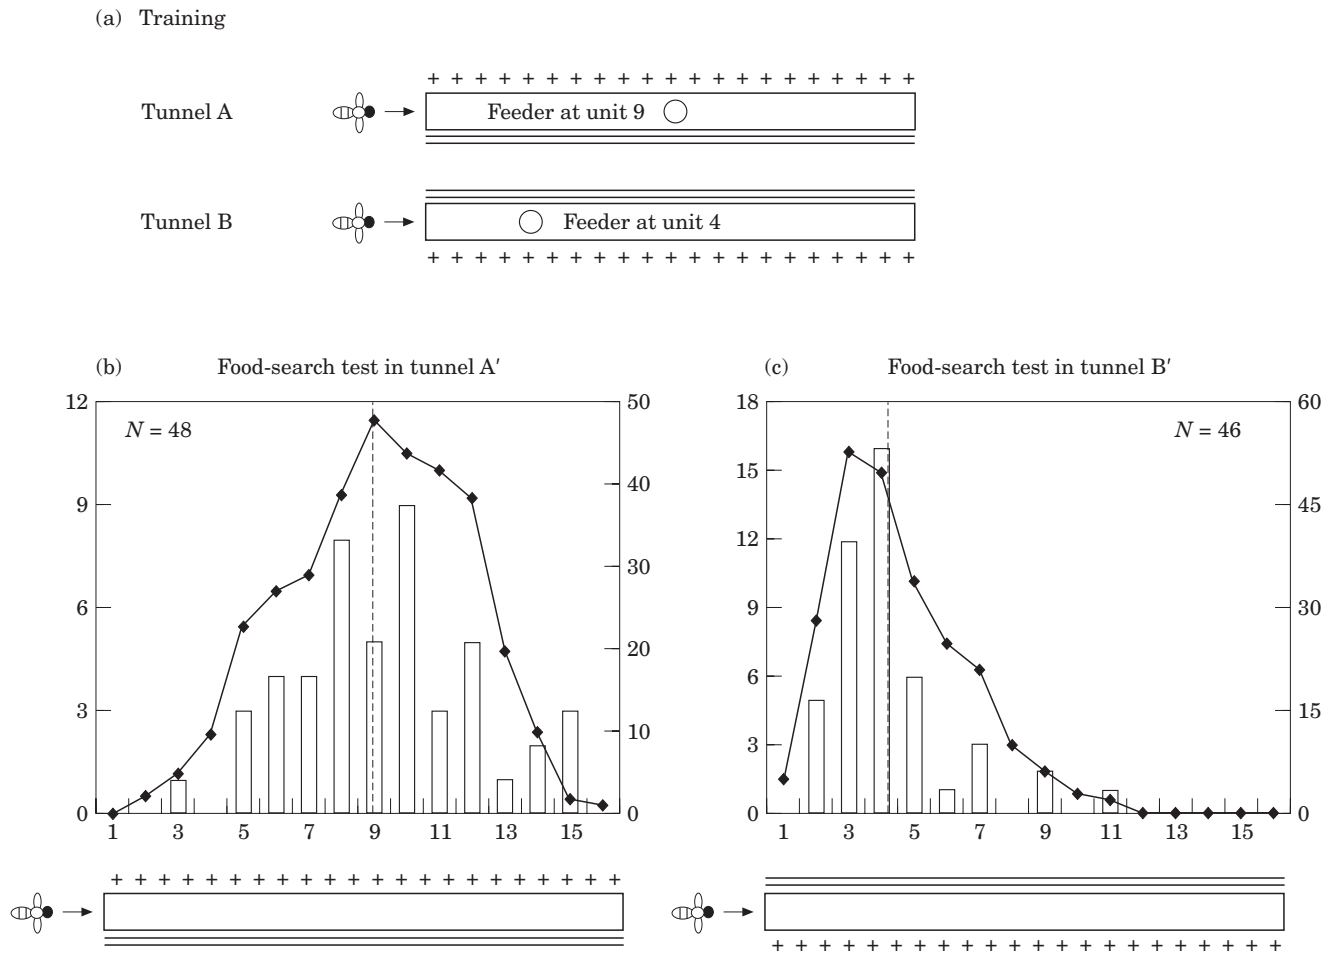 (a) Training
+ + + + + + + + + + + + + + + + + + + + +
Tunnel A Feeder at unit 9
Tunnel B Feeder at unit 4
+ + + + + + + + + + + + + + + + + + + + +
(b) Food-search test in tunnel A′
12 50
N = 48
40
9
30
6
20
3
10
0 0
1 3 5 7 9 11 13 15
+ + + + + + + + + + + + + + + + + + + + + +
(c) Food-search test in tunnel B′
18 60
N = 46
15
45
12
9 30
6
15
3
0 0
1 3 5 7 9 11 13 15
+ + + + + + + + + + + + + + + + + + + + + +